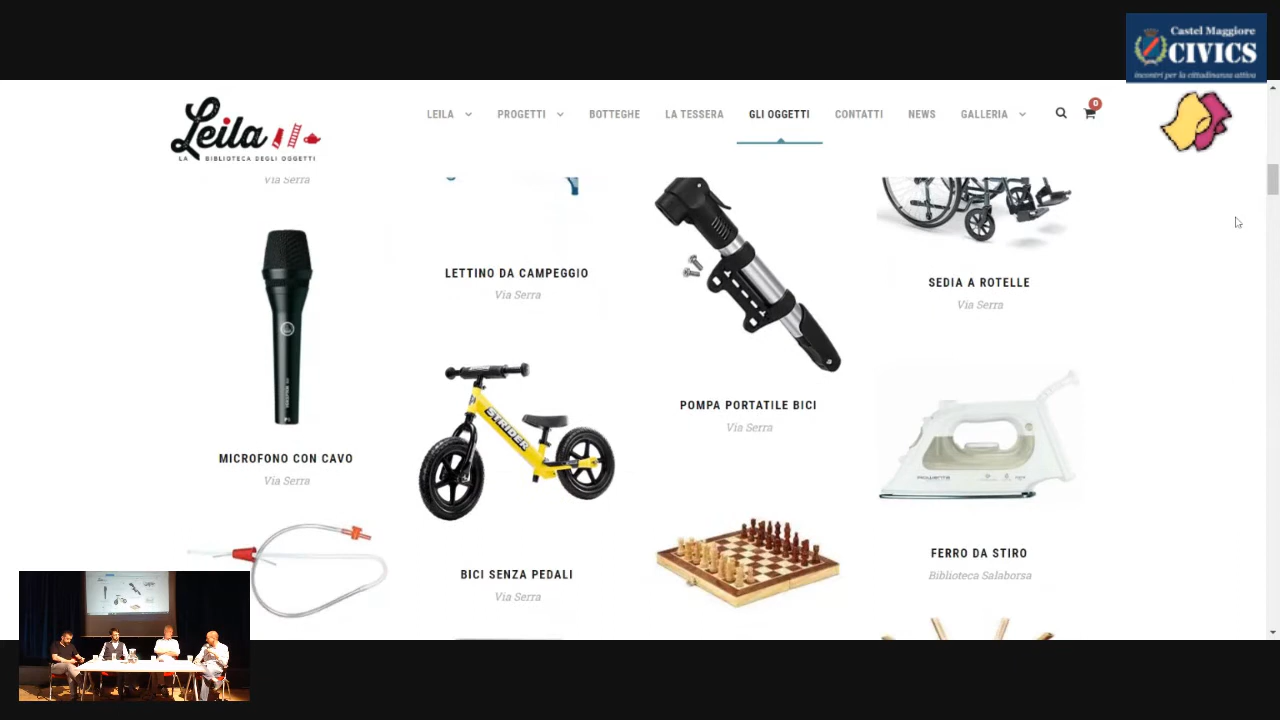 Castel Maggiore
CIVICS
incontri per la cittadinanza attiva
Leila
LA BIBLIOTECA DEGLI OGGETTI
LEILA
PROGETTI
BOTTEGHE
LA TESSERA
GLI OGGETTI
CONTATTI
NEWS
GALLERIA
0
Via Serra
LETTINO DA CAMPEGGIO
Via Serra
SEDIA A ROTELLE
Via Serra
POMPA PORTATILE BICI
Via Serra
MICROFONO CON CAVO
Via Serra
STRIDER
ROWENTA
FERRO DA STIRO
Biblioteca Salaborsa
BICI SENZA PEDALI
Via Serra